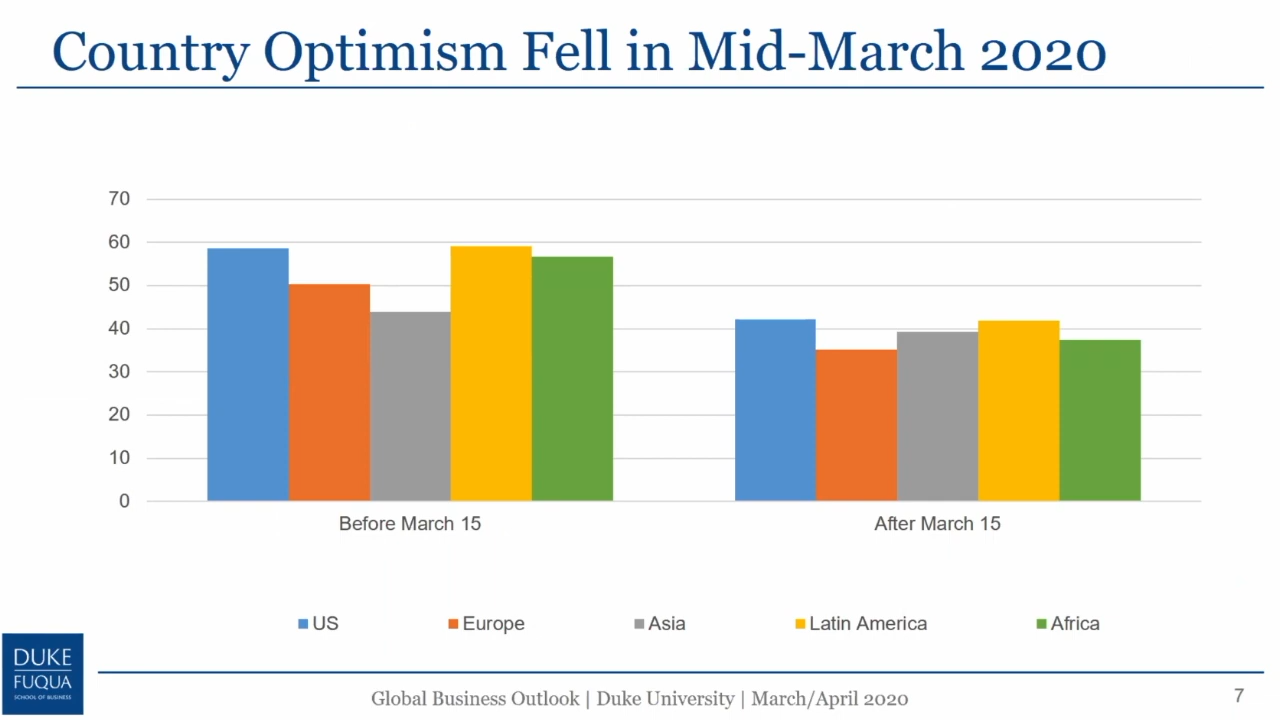 Country Optimism Fell in Mid-March 2020
70
60
50
40
30
20
10
0
Before March 15
After March 15
US
Europe
Asia
Latin America
Africa
DUKE
FUQUA
SCHOOL OF BUSINESS
Global Business Outlook | Duke University | March/April 2020
7